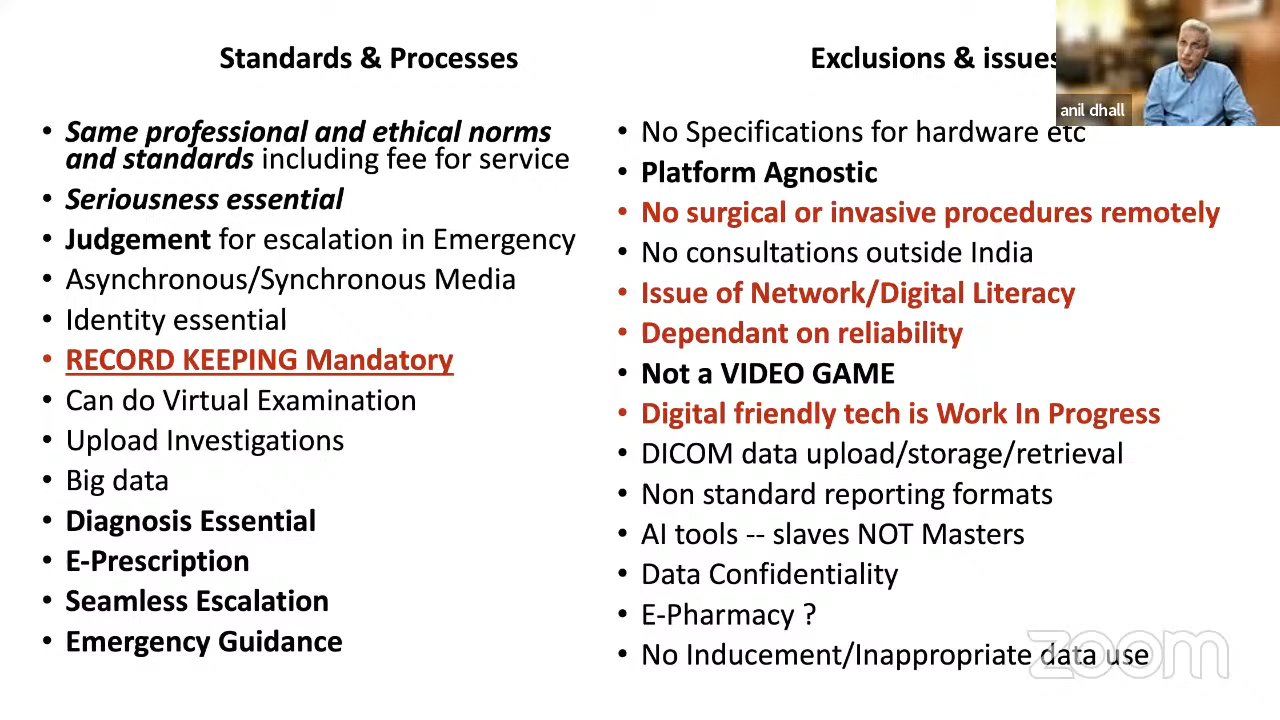 Standards & Processes
• Same professional and ethical norms
and standards including fee for service
• Seriousness essential
• Judgement for escalation in Emergency
• Asynchronous/Synchronous Media
• Identity essential
• RECORD KEEPING Mandatory
• Can do Virtual Examination
• Upload Investigations
• Big data
• Diagnosis Essential
• E-Prescription
• Seamless Escalation
• Emergency Guidance
Exclusions & issues
• No Specifications for hardware etc
• Platform Agnostic
• No surgical or invasive procedures remotely
• No consultations outside India
• Issue of Network/Digital Literacy
• Dependant on reliability
• Not a VIDEO GAME
• Digital friendly tech is Work In Progress
• DICOM data upload/storage/retrieval
• Non standard reporting formats
• AI tools -- slaves NOT Masters
• Data Confidentiality
• E-Pharmacy ?
• No Inducement/Inappropriate data use
anil dhall
zoom